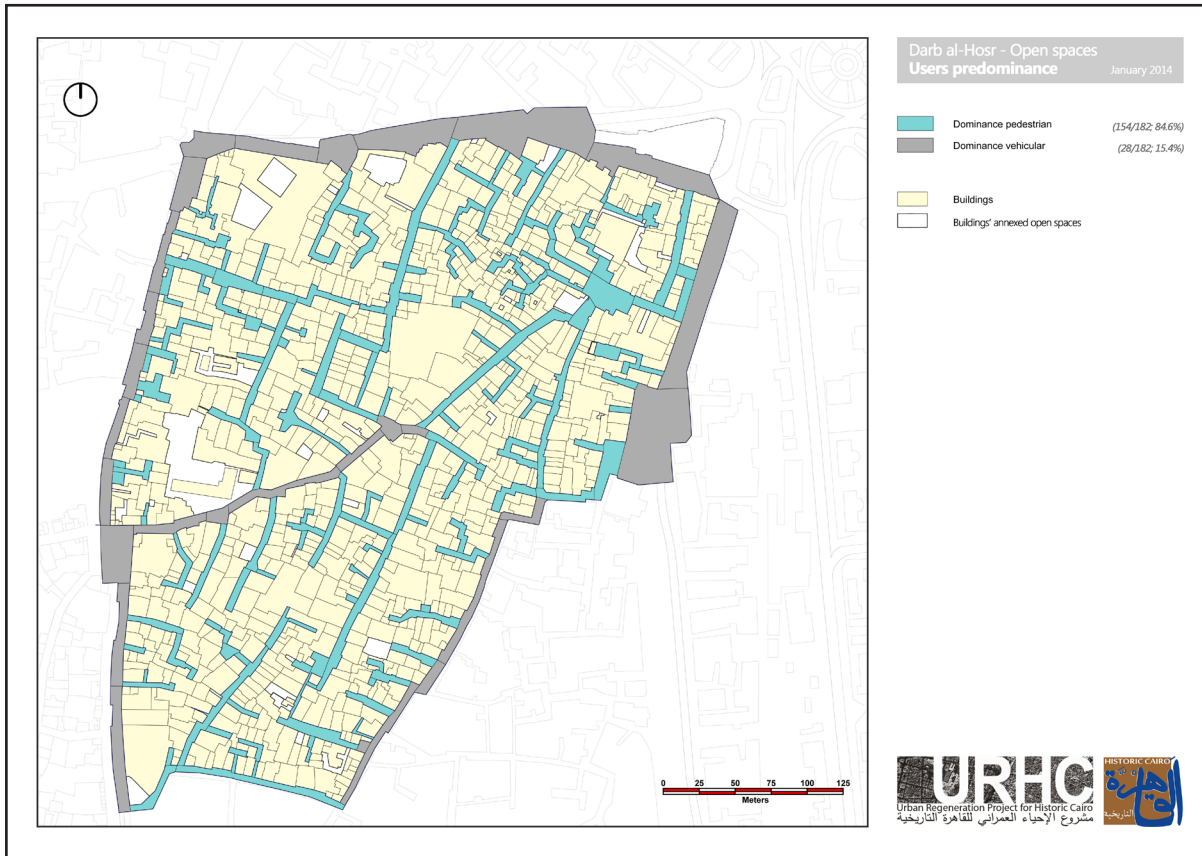 Darb al-Hosr - Open spaces
Users predominance January 2014
Dominance pedestrian (154/182; 84.6%)
Dominance vehicular (28/182; 15.4%)
Buildings
Buildings' annexed open spaces
0 25 50 75 100 125
Meters
URHC
Urban Regeneration Project for Historic Cairo
مشروع الإحياء العمراني للقاهرة التاريخية
HISTORIC CAIRO
القاهرة
التاريخية